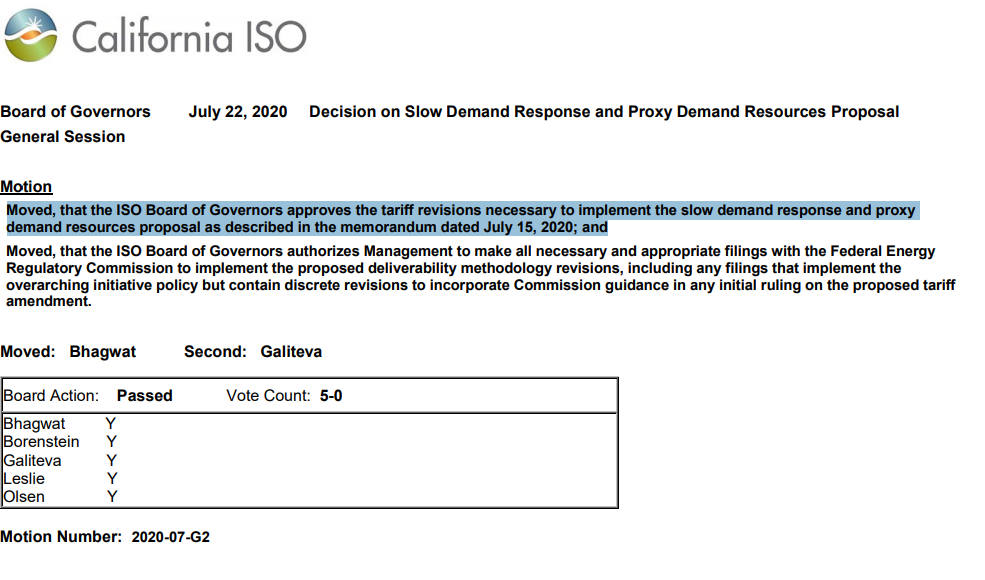 California ISO
Board of Governors July 22, 2020 Decision on Slow Demand Response and Proxy Demand Resources Proposal
General Session
Motion
Moved, that the ISO Board of Governors approves the tariff revisions necessary to implement the slow demand response and proxy
demand resources proposal as described in the memorandum dated July 15, 2020; and
Moved, that the ISO Board of Governors authorizes Management to make all necessary and appropriate filings with the Federal Energy
Regulatory Commission to implement the proposed deliverability methodology revisions, including any filings that implement the
overarching initiative policy but contain discrete revisions to incorporate Commission guidance in any initial ruling on the proposed tariff
amendment.
Moved: Bhagwat Second: Galiteva
Board Action: Passed Vote Count: 5-0
Bhagwat Y
Borenstein Y
Galiteva Y
Leslie Y
Olsen Y
Motion Number: 2020-07-G2